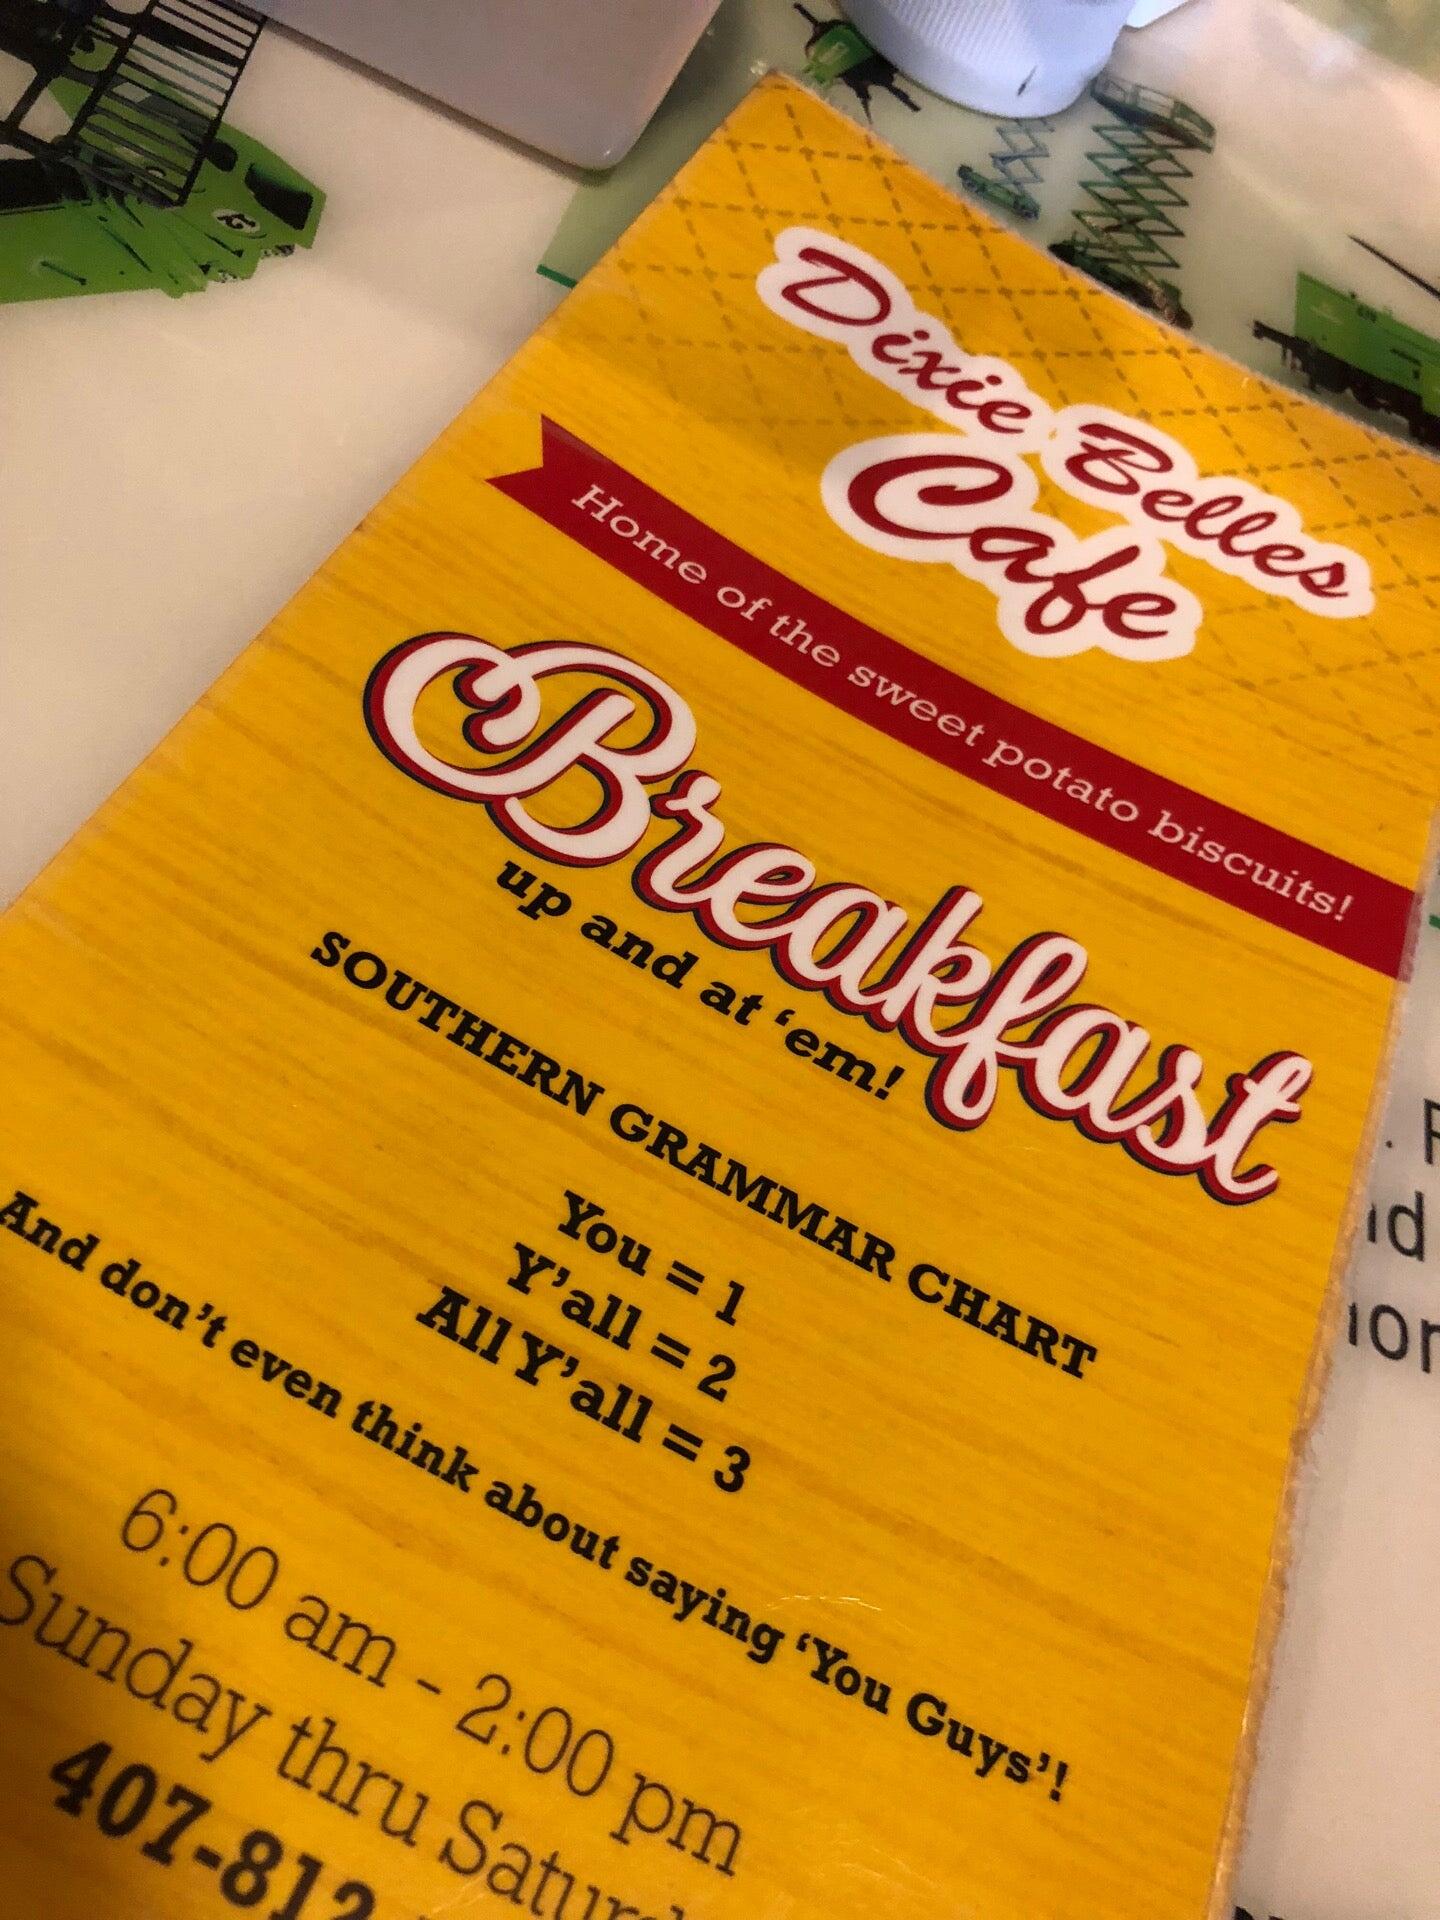 Dixie Belles
Cafe
Home of the sweet potato biscuits!
Breakfast
up and at ‘em!
SOUTHERN GRAMMAR CHART
You = 1
Y’all = 2
All Y’all = 3
And don’t even think about saying ‘You Guys’!
6:00 am - 2:00 pm
Sunday thru
407-812